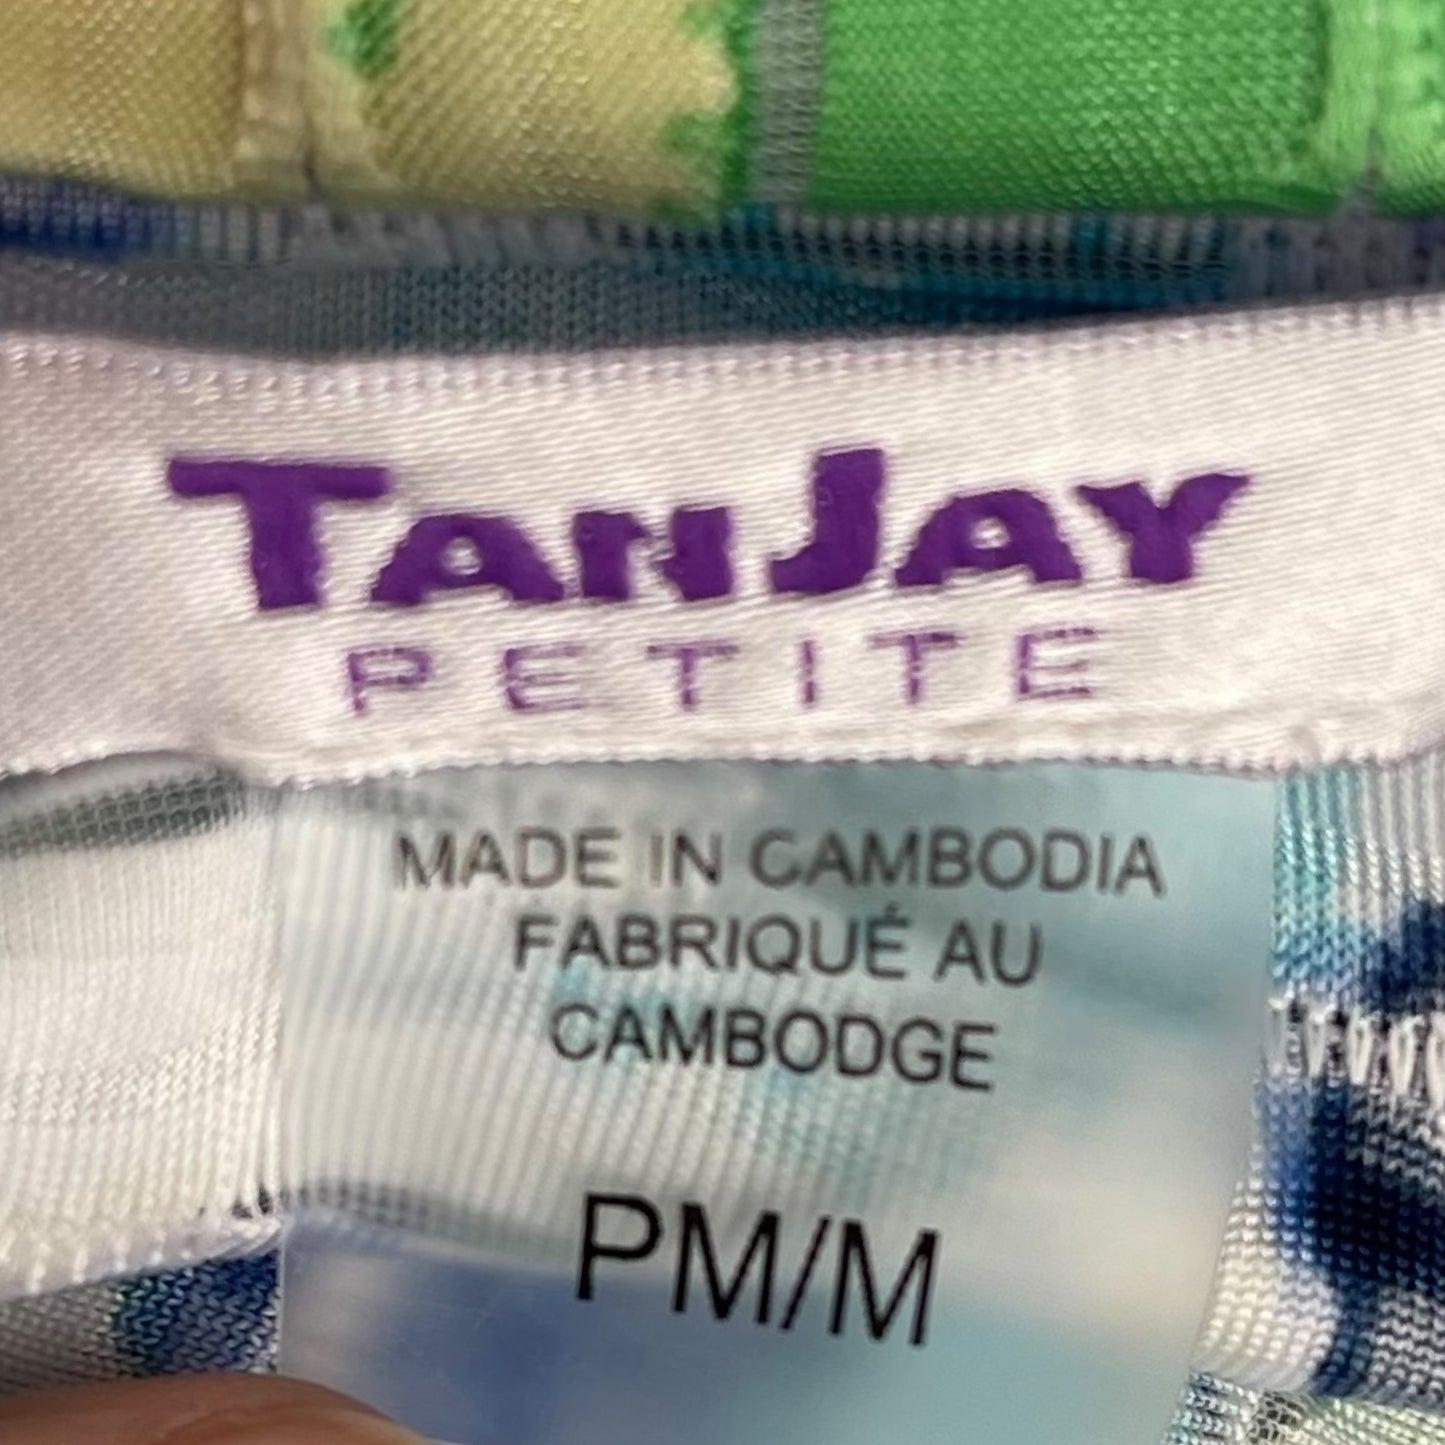 TANJAY
PETITE
MADE IN CAMBODIA
FABRIQUÉ AU
CAMBODGE
PM/M